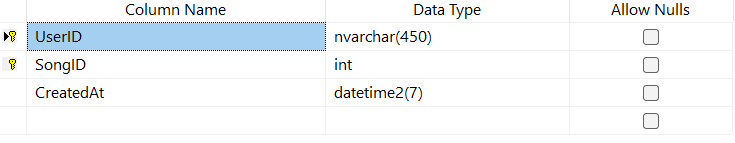 Column Name Data Type Allow Nulls
UserID nvarchar(450)
SongID int
CreatedAt datetime2(7)